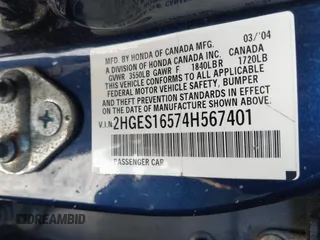 MFD. BY HONDA OF CANADA MFG. 03/'04
A DIVISION OF HONDA CANADA INC. CANADA
GVWR 3550LB GAWR F 1840LB R 1720LB
THIS VEHICLE CONFORMS TO ALL APPLICABLE
FEDERAL MOTOR VEHICLE SAFETY, BUMPER
AND THEFT PREVENTION STANDARDS IN EFFECT
ON THE DATE OF MANUFACTURE SHOWN ABOVE.
V.I.N. 2HGES16574H567401
PASSENGER CAR
DREAMBID